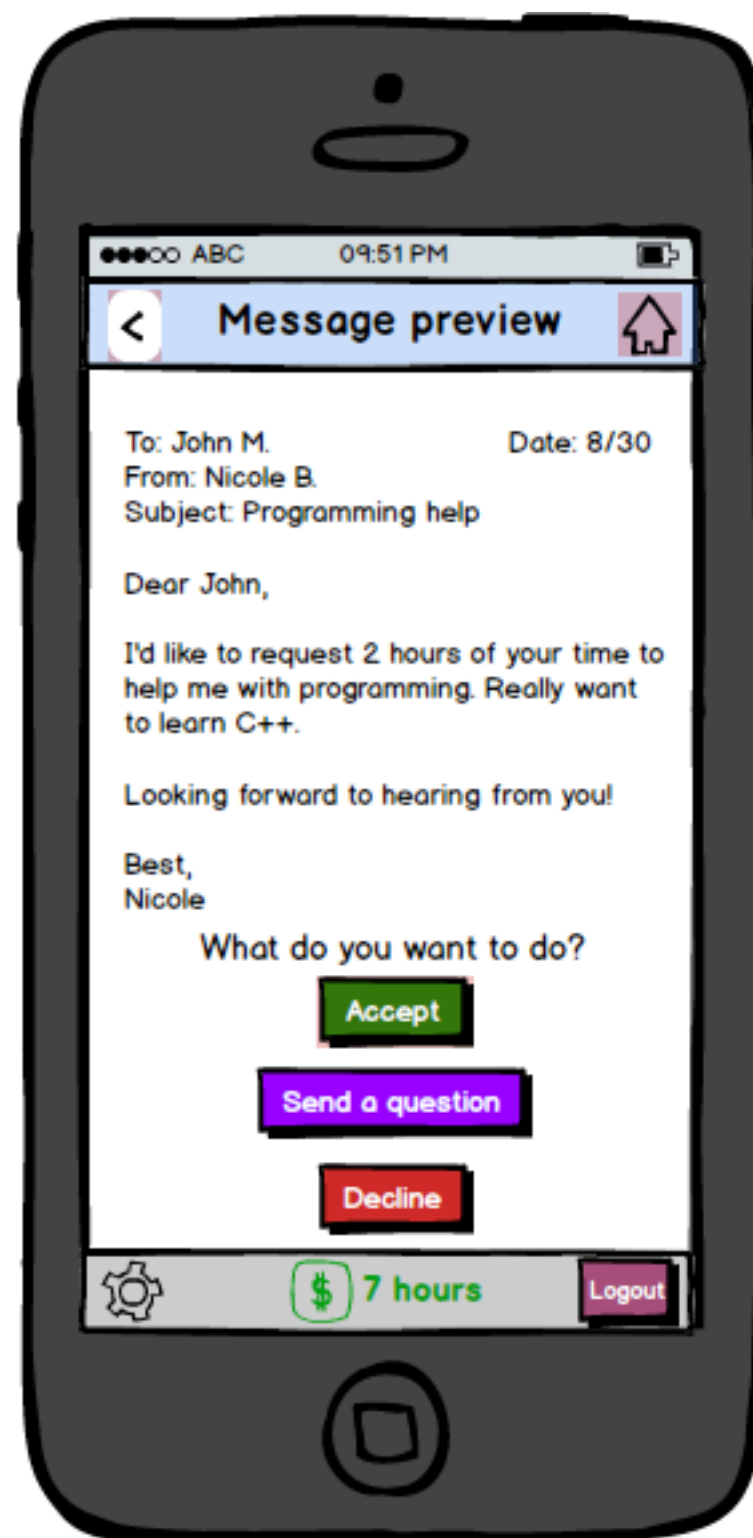 ABC 09:51 PM
< Message preview
To: John M. Date: 8/30
From: Nicole B.
Subject: Programming help
Dear John,
I'd like to request 2 hours of your time to
help me with programming. Really want
to learn C++.
Looking forward to hearing from you!
Best,
Nicole
What do you want to do?
Accept
Send a question
Decline
$ 7 hours Logout